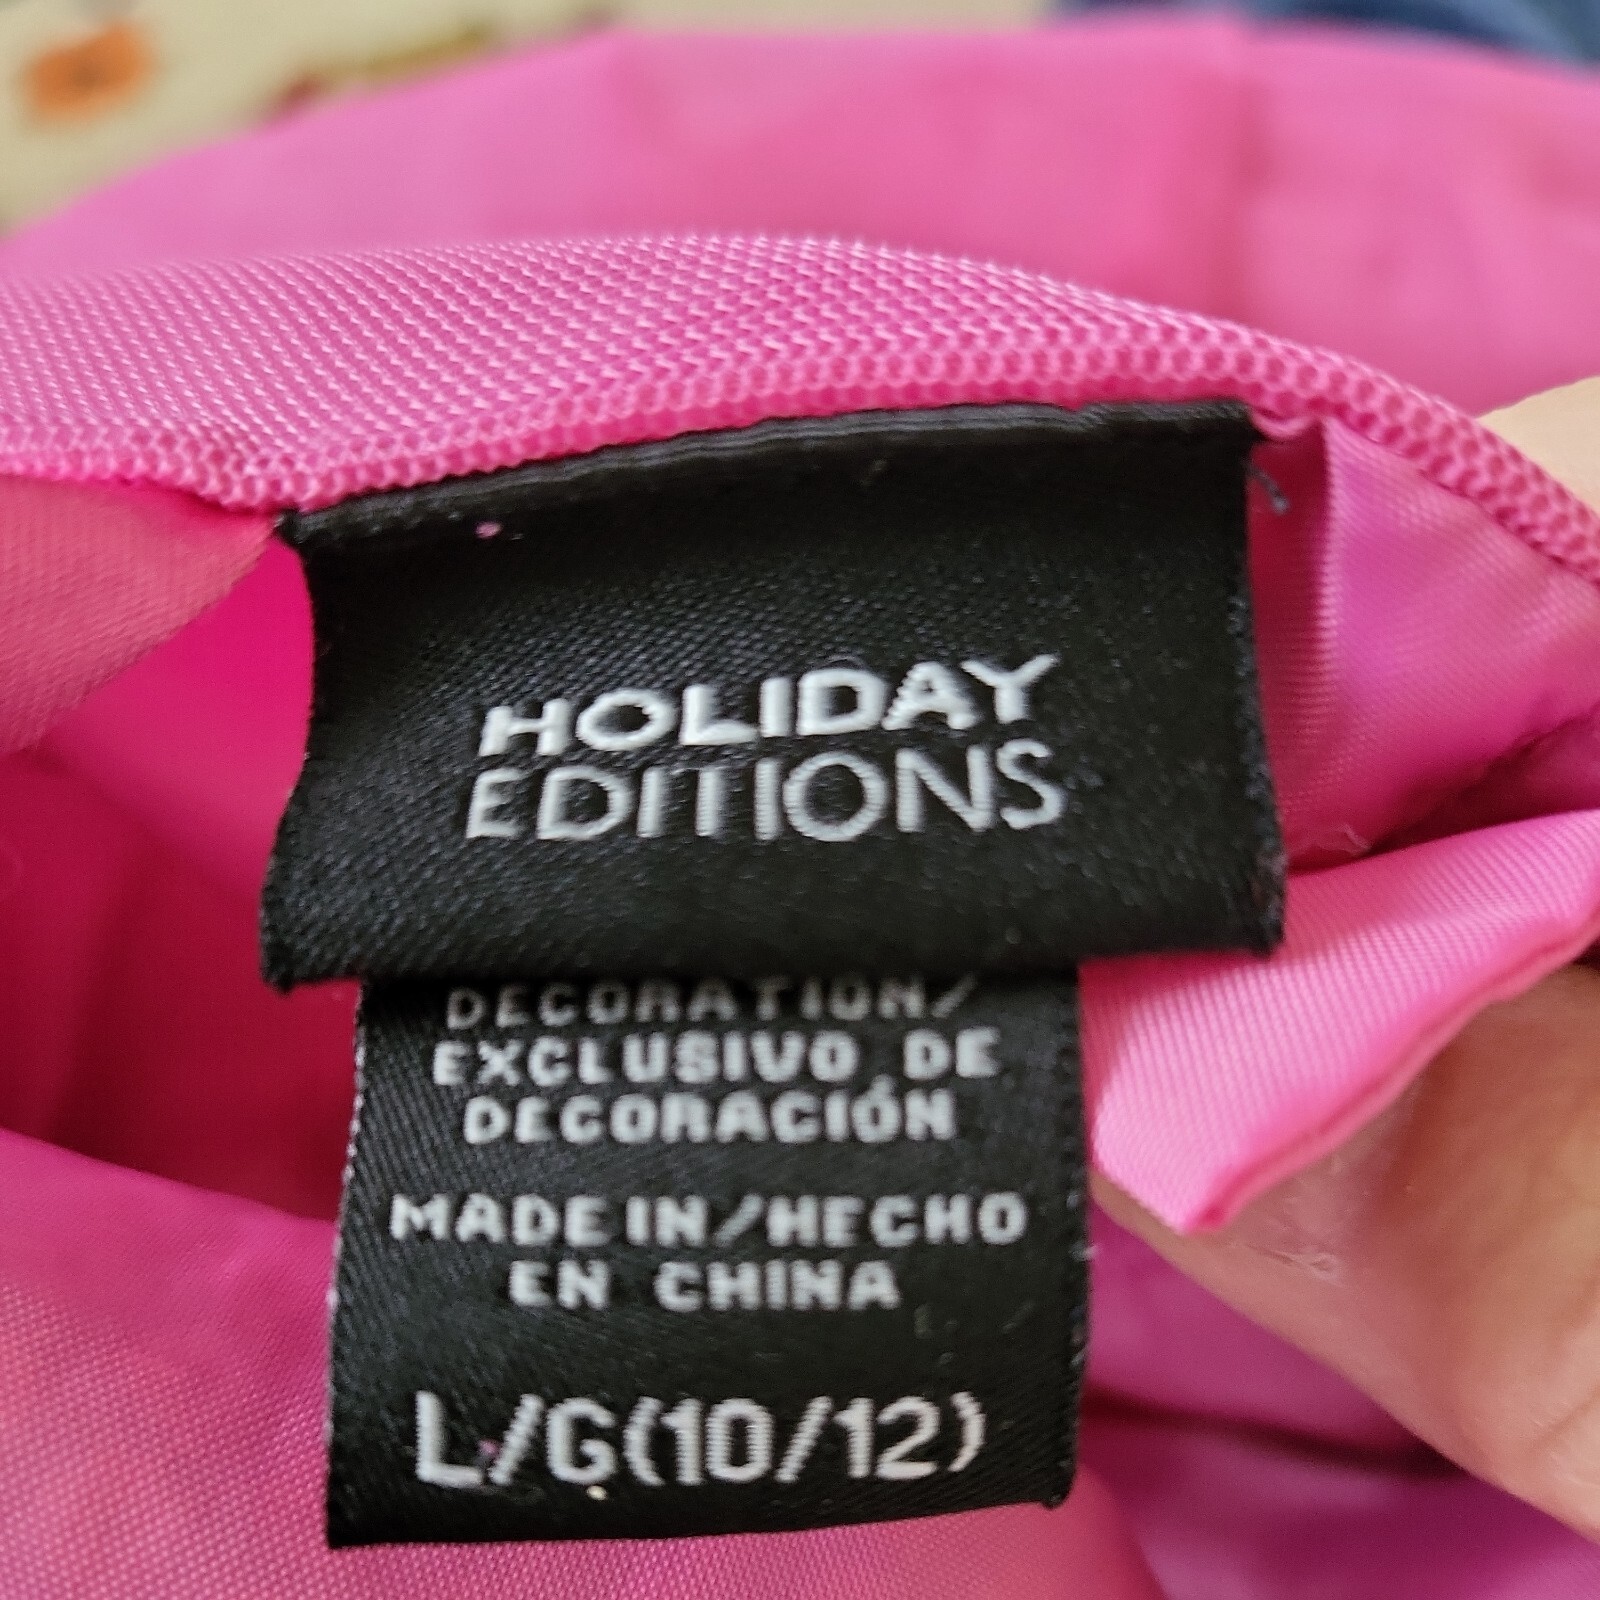 HOLIDAY
EDITIONS
DECORATION/
EXCLUSIVO DE
DECORACIÓN
MADE IN/HECHO
EN CHINA
L/G(10/12)